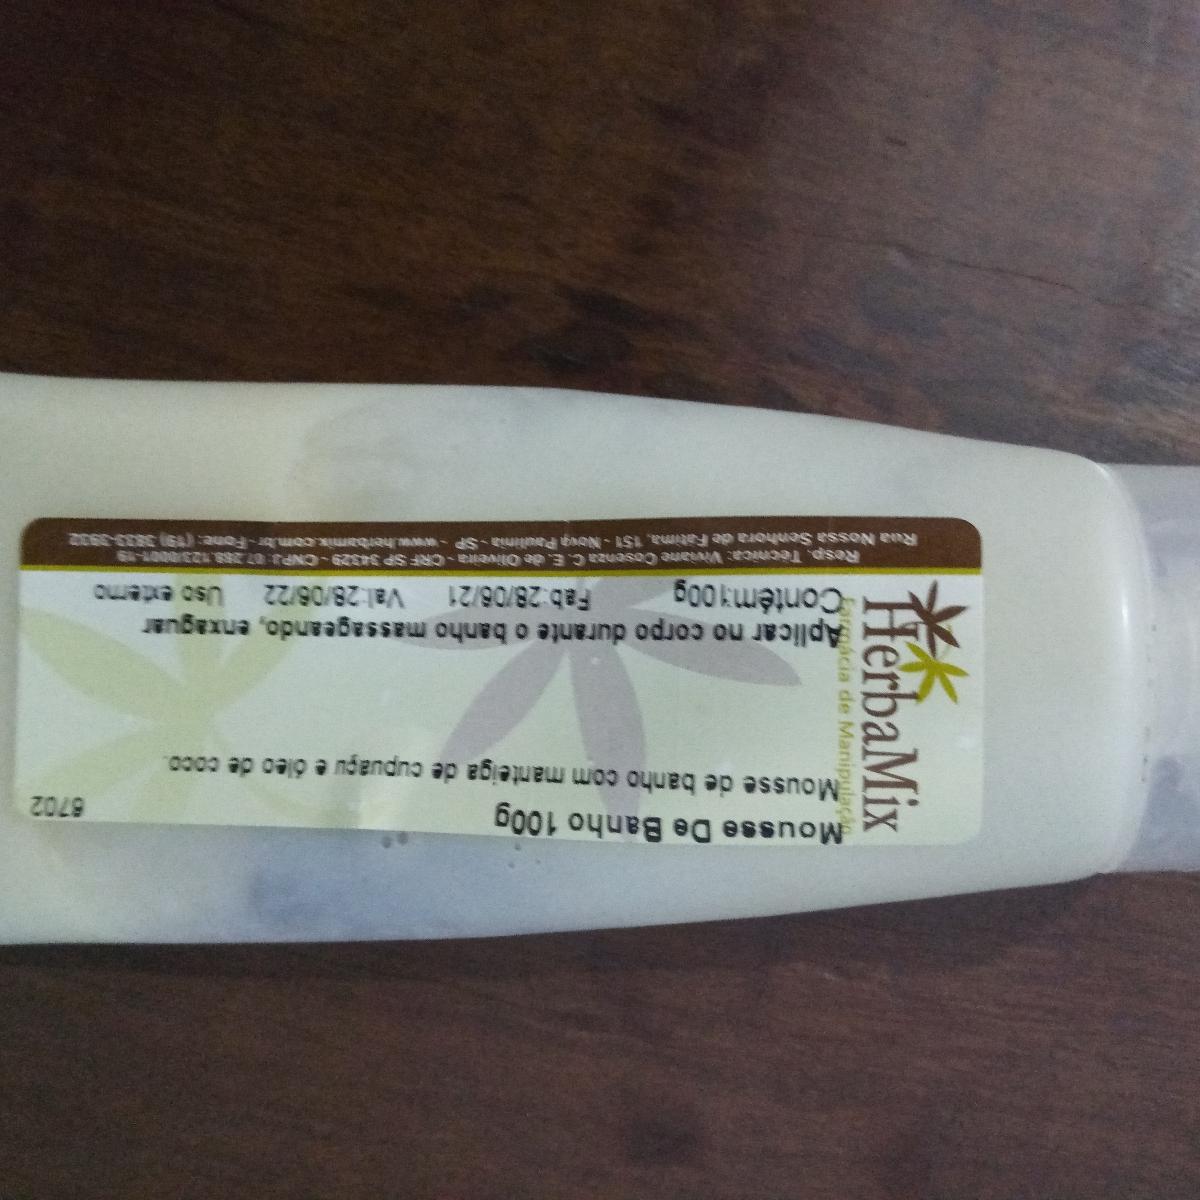 HerbaMix
Farmácia de Manipulação
Mousse De Banho 100g
6702
Mousse de banho com manteiga de cupuaçu e óleo de coco.
Aplicar no corpo durante o banho massageando, enxaguar
Contém:100g Fab:28/06/21 Val:28/06/22 Uso externo
Resp. Técnica: Viviane Cosenza C. E. de Oliveira - CRF SP 34329 - CNPJ: 07.289.123/0001-19
Rua Nossa Senhora de Fatima, 151 - Nova Paulínia - SP - www.herbamix.com.br - Fone: (19) 3833-3932